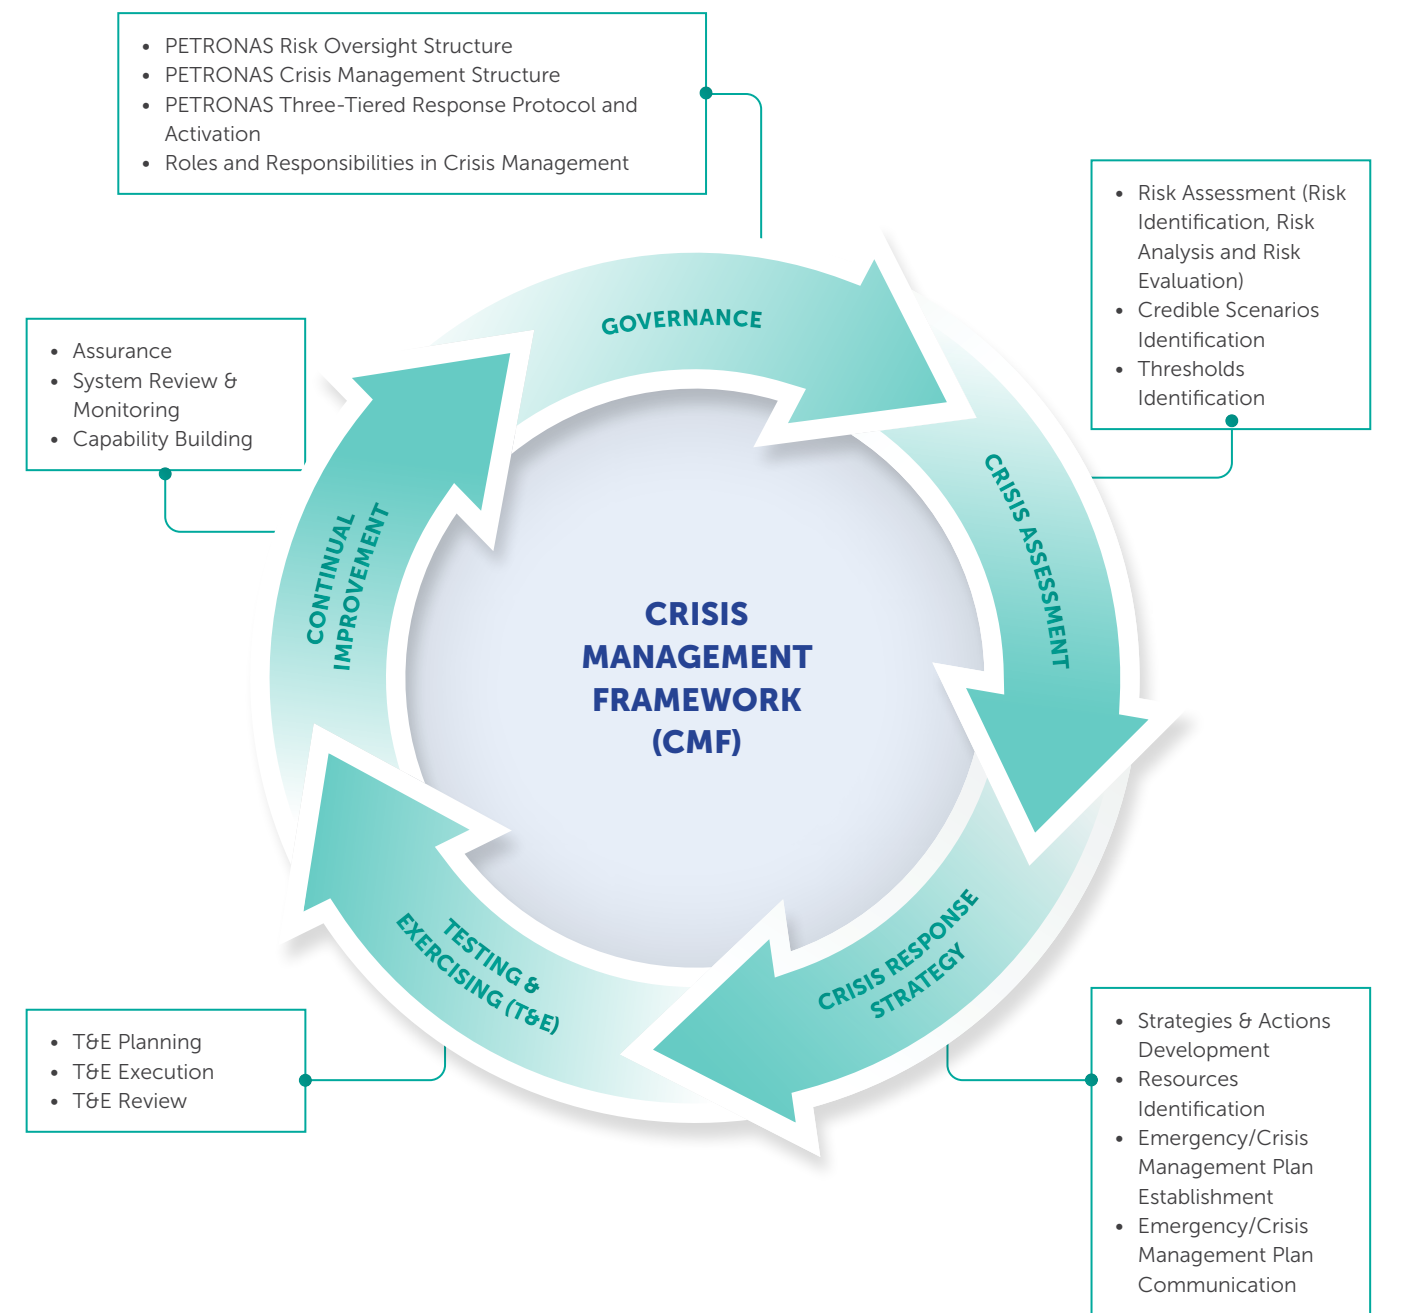 • PETRONAS Risk Oversight Structure
• PETRONAS Crisis Management Structure
• PETRONAS Three-Tiered Response Protocol and
Activation
• Roles and Responsibilities in Crisis Management
• Risk Assessment (Risk
Identification, Risk
Analysis and Risk
Evaluation)
• Credible Scenarios
Identification
• Thresholds
Identification
GOVERNANCE
• Assurance
• System Review &
Monitoring
• Capability Building
CRISIS ASSESSMENT
CONTINUAL
IMPROVEMENT
CRISIS
MANAGEMENT
FRAMEWORK
(CMF)
CRISIS RESPONSE
STRATEGY
TESTING &
EXERCISING (T&E)
• T&E Planning
• T&E Execution
• T&E Review
• Strategies & Actions
Development
• Resources
Identification
• Emergency/Crisis
Management Plan
Establishment
• Emergency/Crisis
Management Plan
Communication